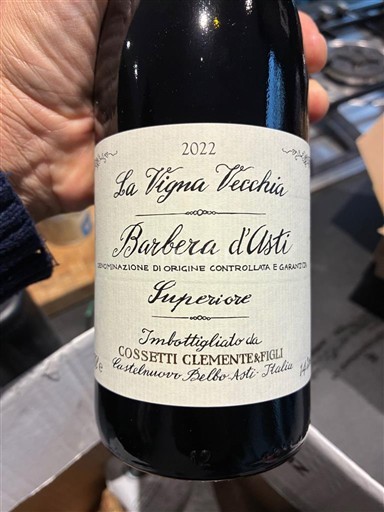 2022
La Vigna Vecchia
Barbera d'Asti
DENOMINAZIONE DI ORIGINE CONTROLLATA E GARANTITA
Superiore
Imbottigliato da
COSSETTI CLEMENTE & FIGLI
Castelnuovo Belbo Asti - Italia